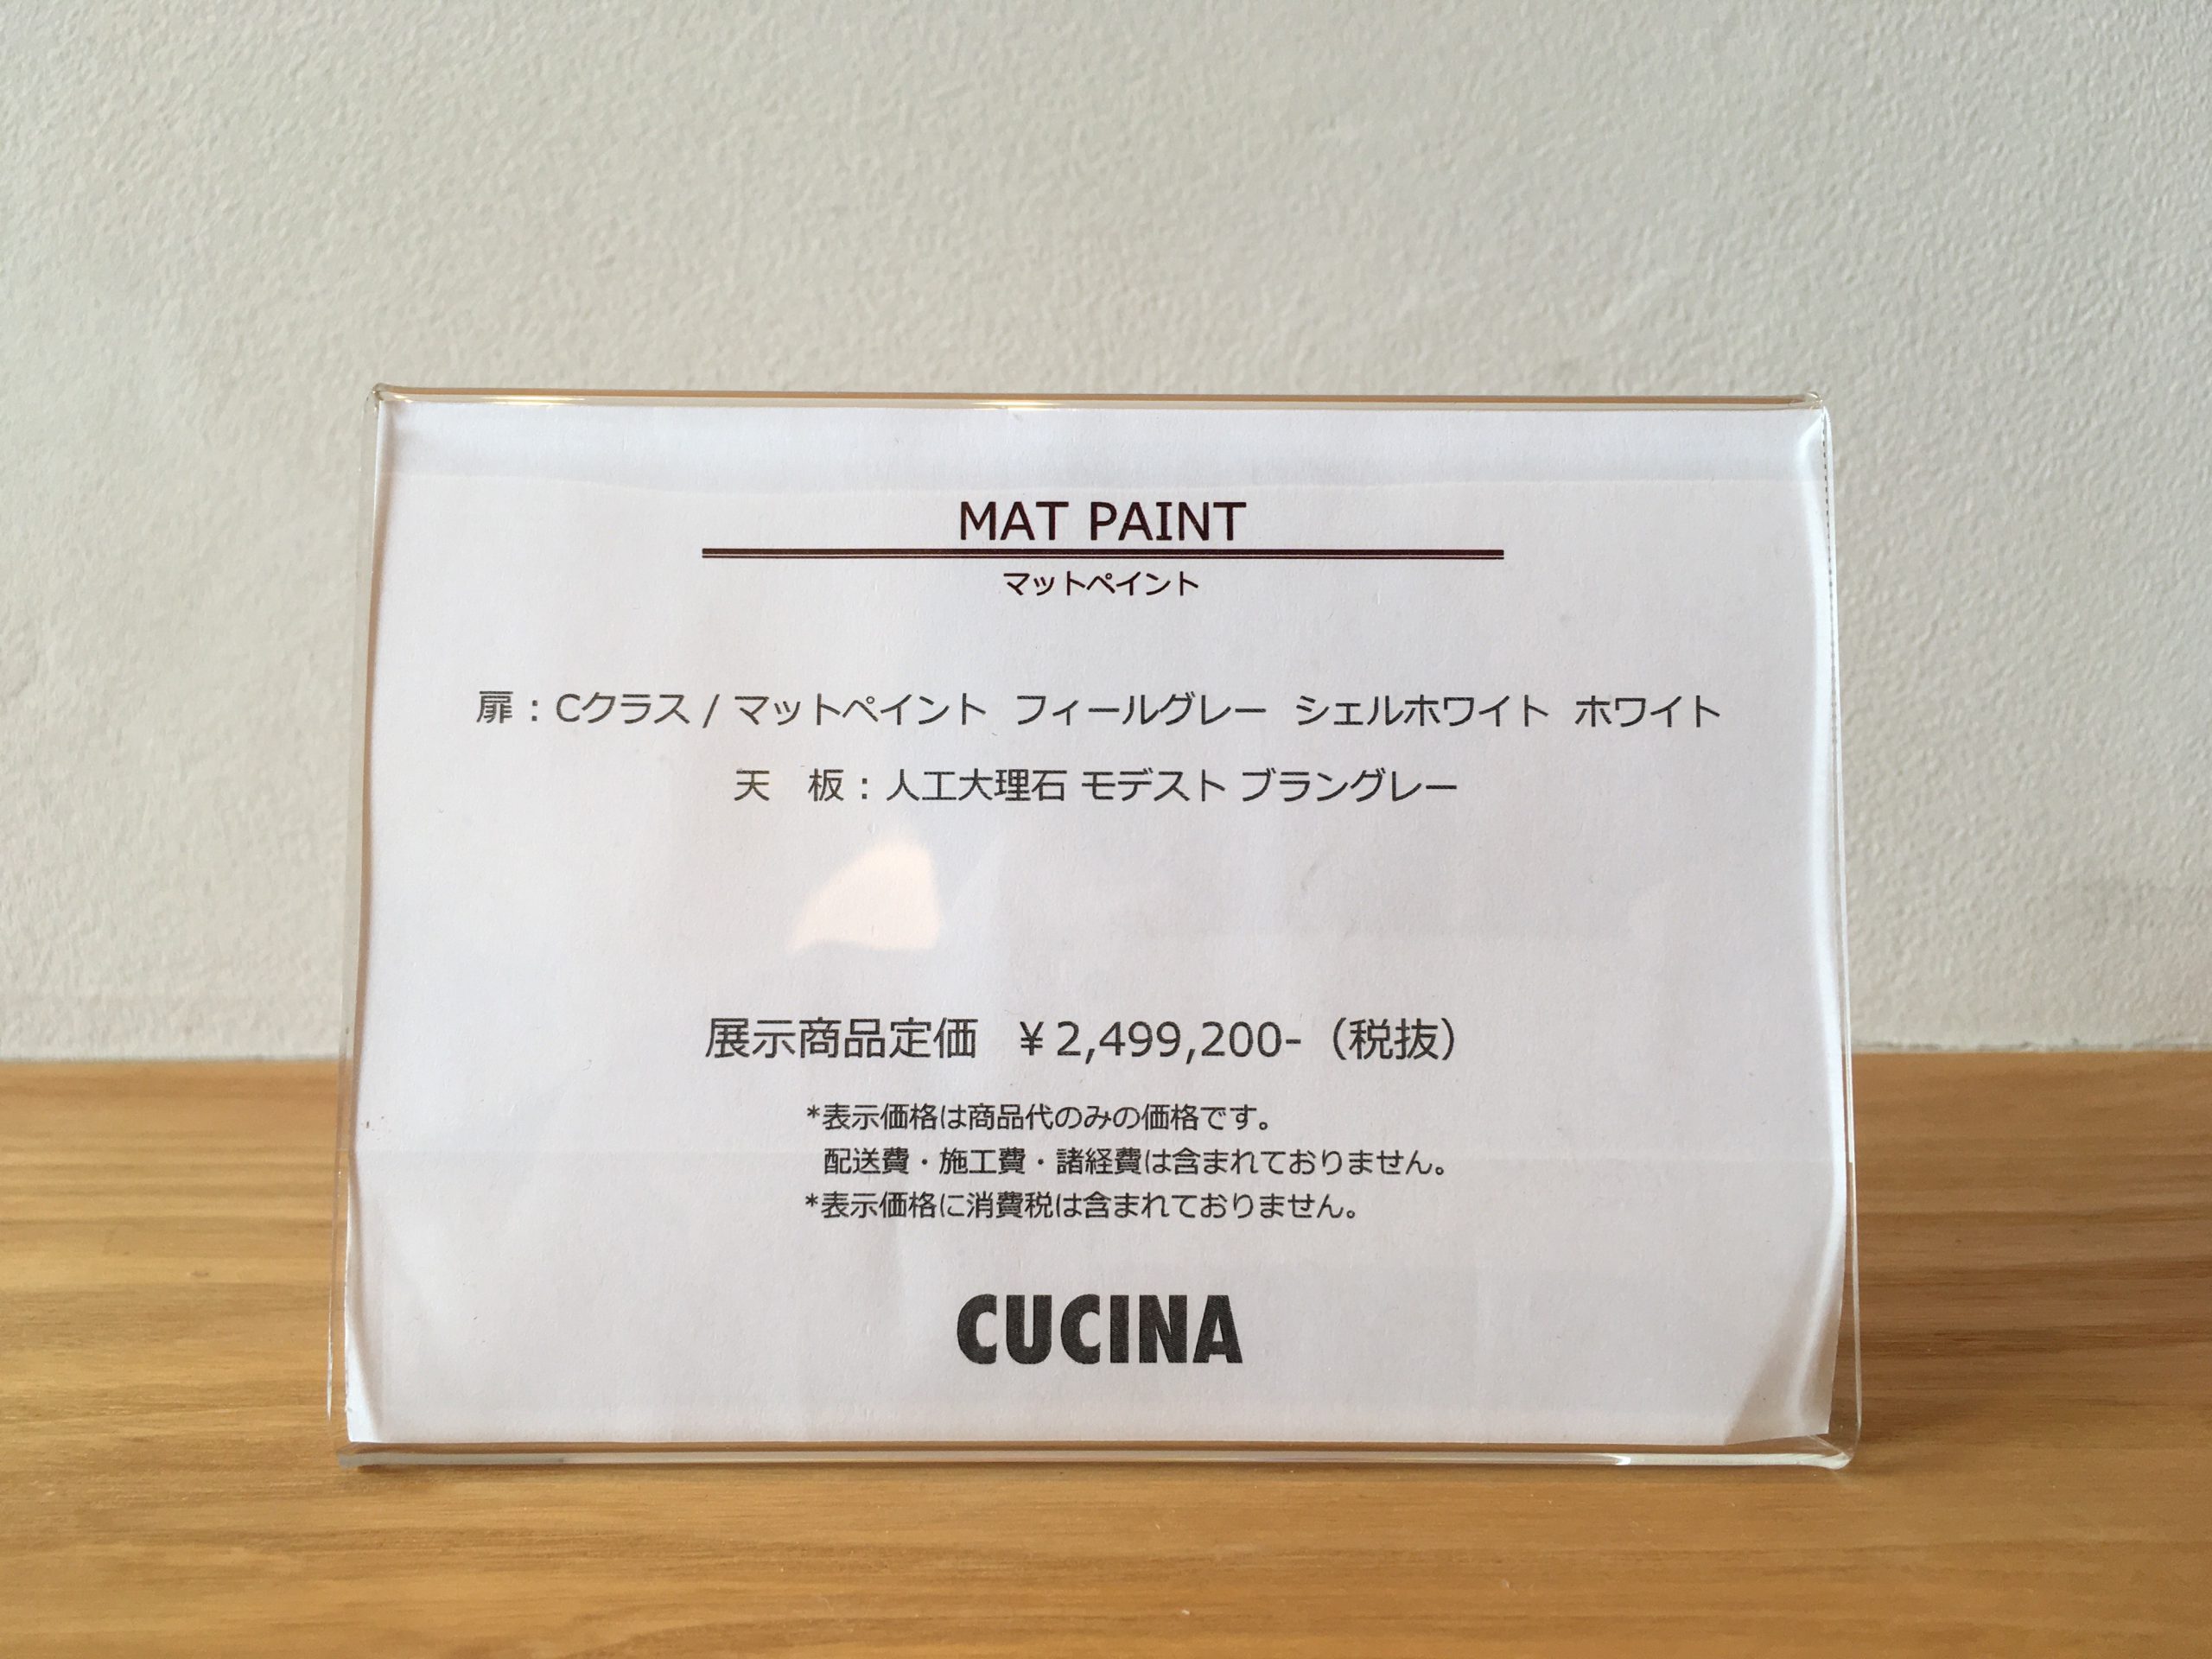 MAT PAINT
マットペイント
扉：Cクラス / マットペイント フィールグレー シェルホワイト ホワイト
天　板：人工大理石 モデスト ブラングレー
展示商品定価　￥2,499,200-（税抜）
*表示価格は商品代のみの価格です。
配送費・施工費・諸経費は含まれておりません。
*表示価格に消費税は含まれておりません。
CUCINA